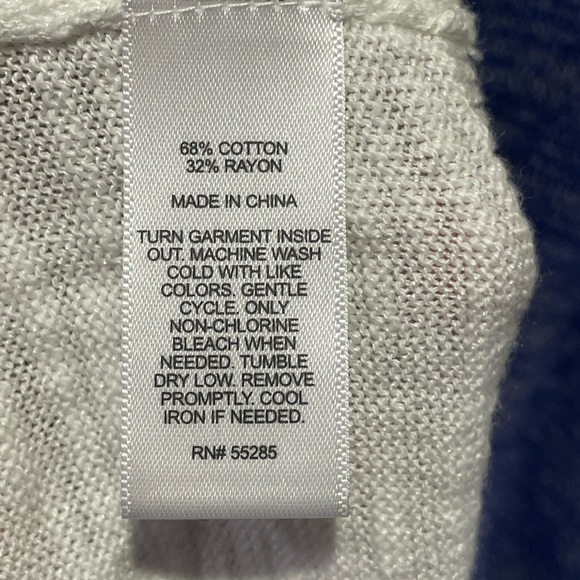 68% COTTON
32% RAYON
MADE IN CHINA
TURN GARMENT INSIDE
OUT. MACHINE WASH
COLD WITH LIKE
COLORS. GENTLE
CYCLE. ONLY
NON-CHLORINE
BLEACH WHEN
NEEDED. TUMBLE
DRY LOW. REMOVE
PROMPTLY. COOL
IRON IF NEEDED.
RN# 55285